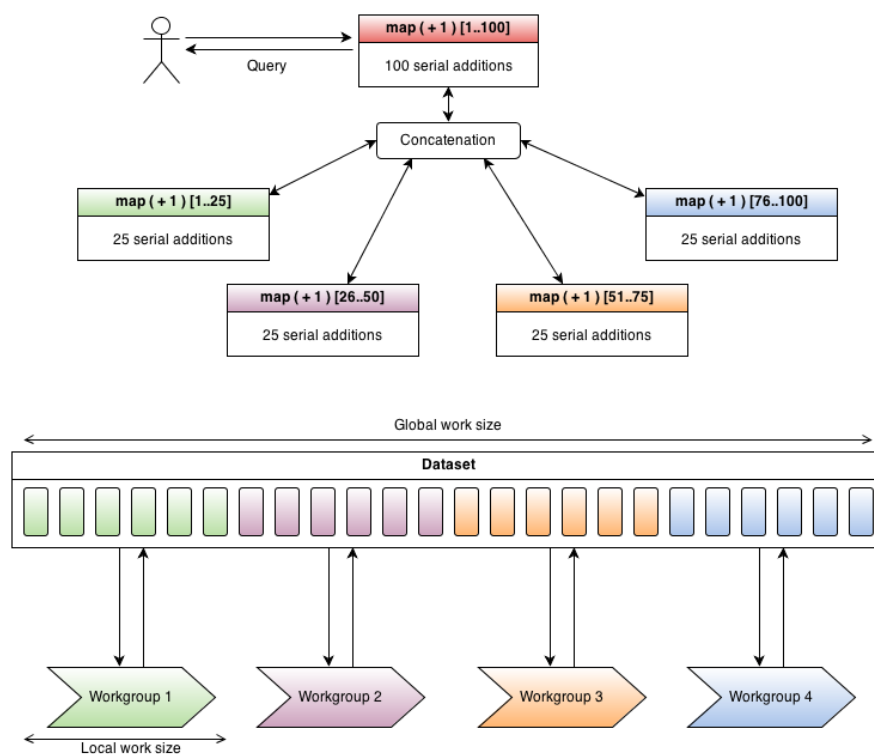 map ( + 1 ) [1..100]
100 serial additions
Query
Concatenation
map ( + 1 ) [1..25]
25 serial additions
map ( + 1 ) [76..100]
25 serial additions
map ( + 1 ) [26..50]
25 serial additions
map ( + 1 ) [51..75]
25 serial additions
Global work size
Dataset
Workgroup 1
Workgroup 2
Workgroup 3
Workgroup 4
Local work size